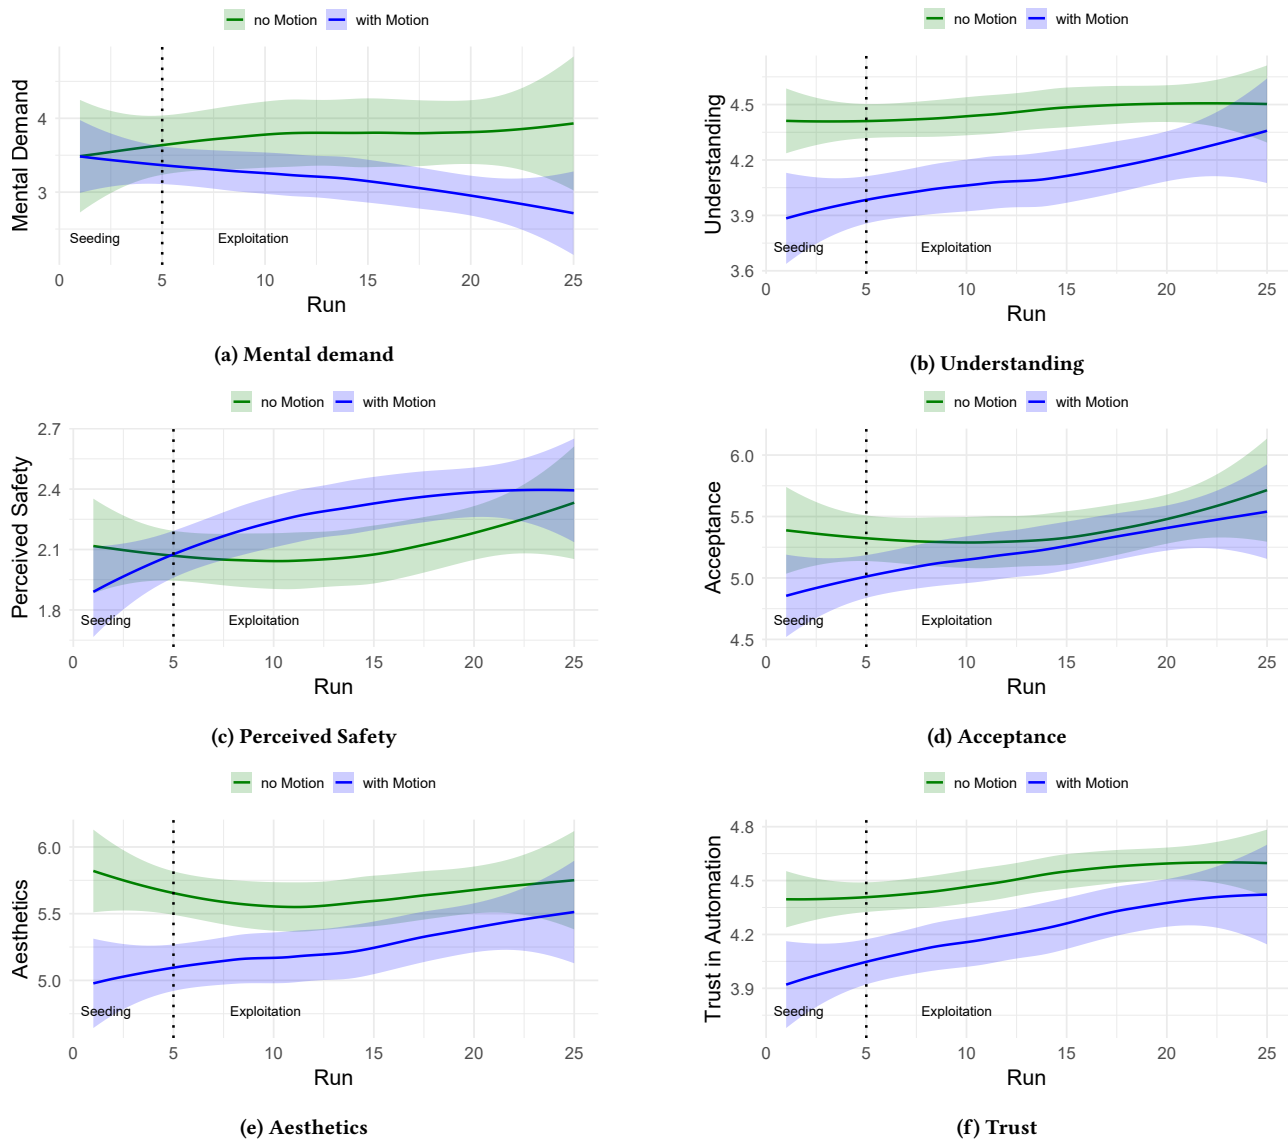 no Motion with Motion
Mental Demand
4
3
Seeding Exploitation
0 5 10 15 20 25
Run
(a) Mental demand
no Motion with Motion
Understanding
4.5
4.2
3.9
3.6
Seeding Exploitation
0 5 10 15 20 25
Run
(b) Understanding
no Motion with Motion
Perceived Safety
2.7
2.4
2.1
1.8
Seeding Exploitation
0 5 10 15 20 25
Run
(c) Perceived Safety
no Motion with Motion
Acceptance
6.0
5.5
5.0
4.5
Seeding Exploitation
0 5 10 15 20 25
Run
(d) Acceptance
no Motion with Motion
Aesthetics
6.0
5.5
5.0
Seeding Exploitation
0 5 10 15 20 25
Run
(e) Aesthetics
no Motion with Motion
Trust in Automation
4.8
4.5
4.2
3.9
Seeding Exploitation
0 5 10 15 20 25
Run
(f) Trust